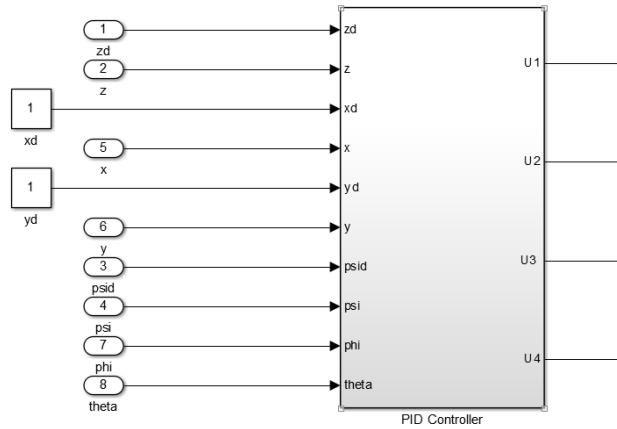 1
zd
zd
U1
2
z
z
1
xd
xd
5
x
x
U2
1
yd
yd
6
y
y
3
psid
psid
U3
4
psi
psi
7
phi
phi
U4
8
theta
theta
PID Controller